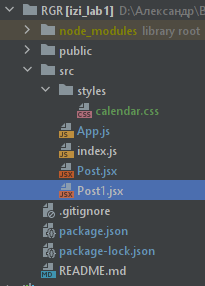 RGR [izi_lab1] D:\Александр\В
node_modules library root
public
src
styles
calendar.css
App.js
index.js
Post.jsx
Post1.jsx
.gitignore
package.json
package-lock.json
README.md